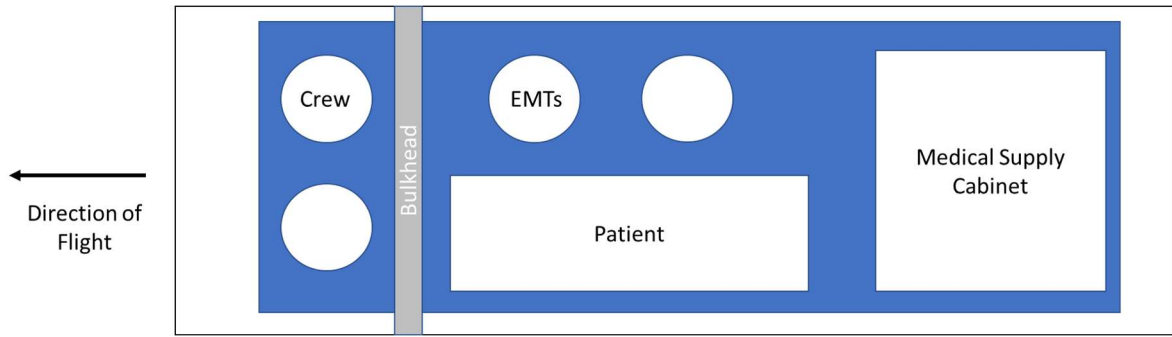 Direction of
Flight
Crew
Bulkhead
EMTs
Patient
Medical Supply
Cabinet